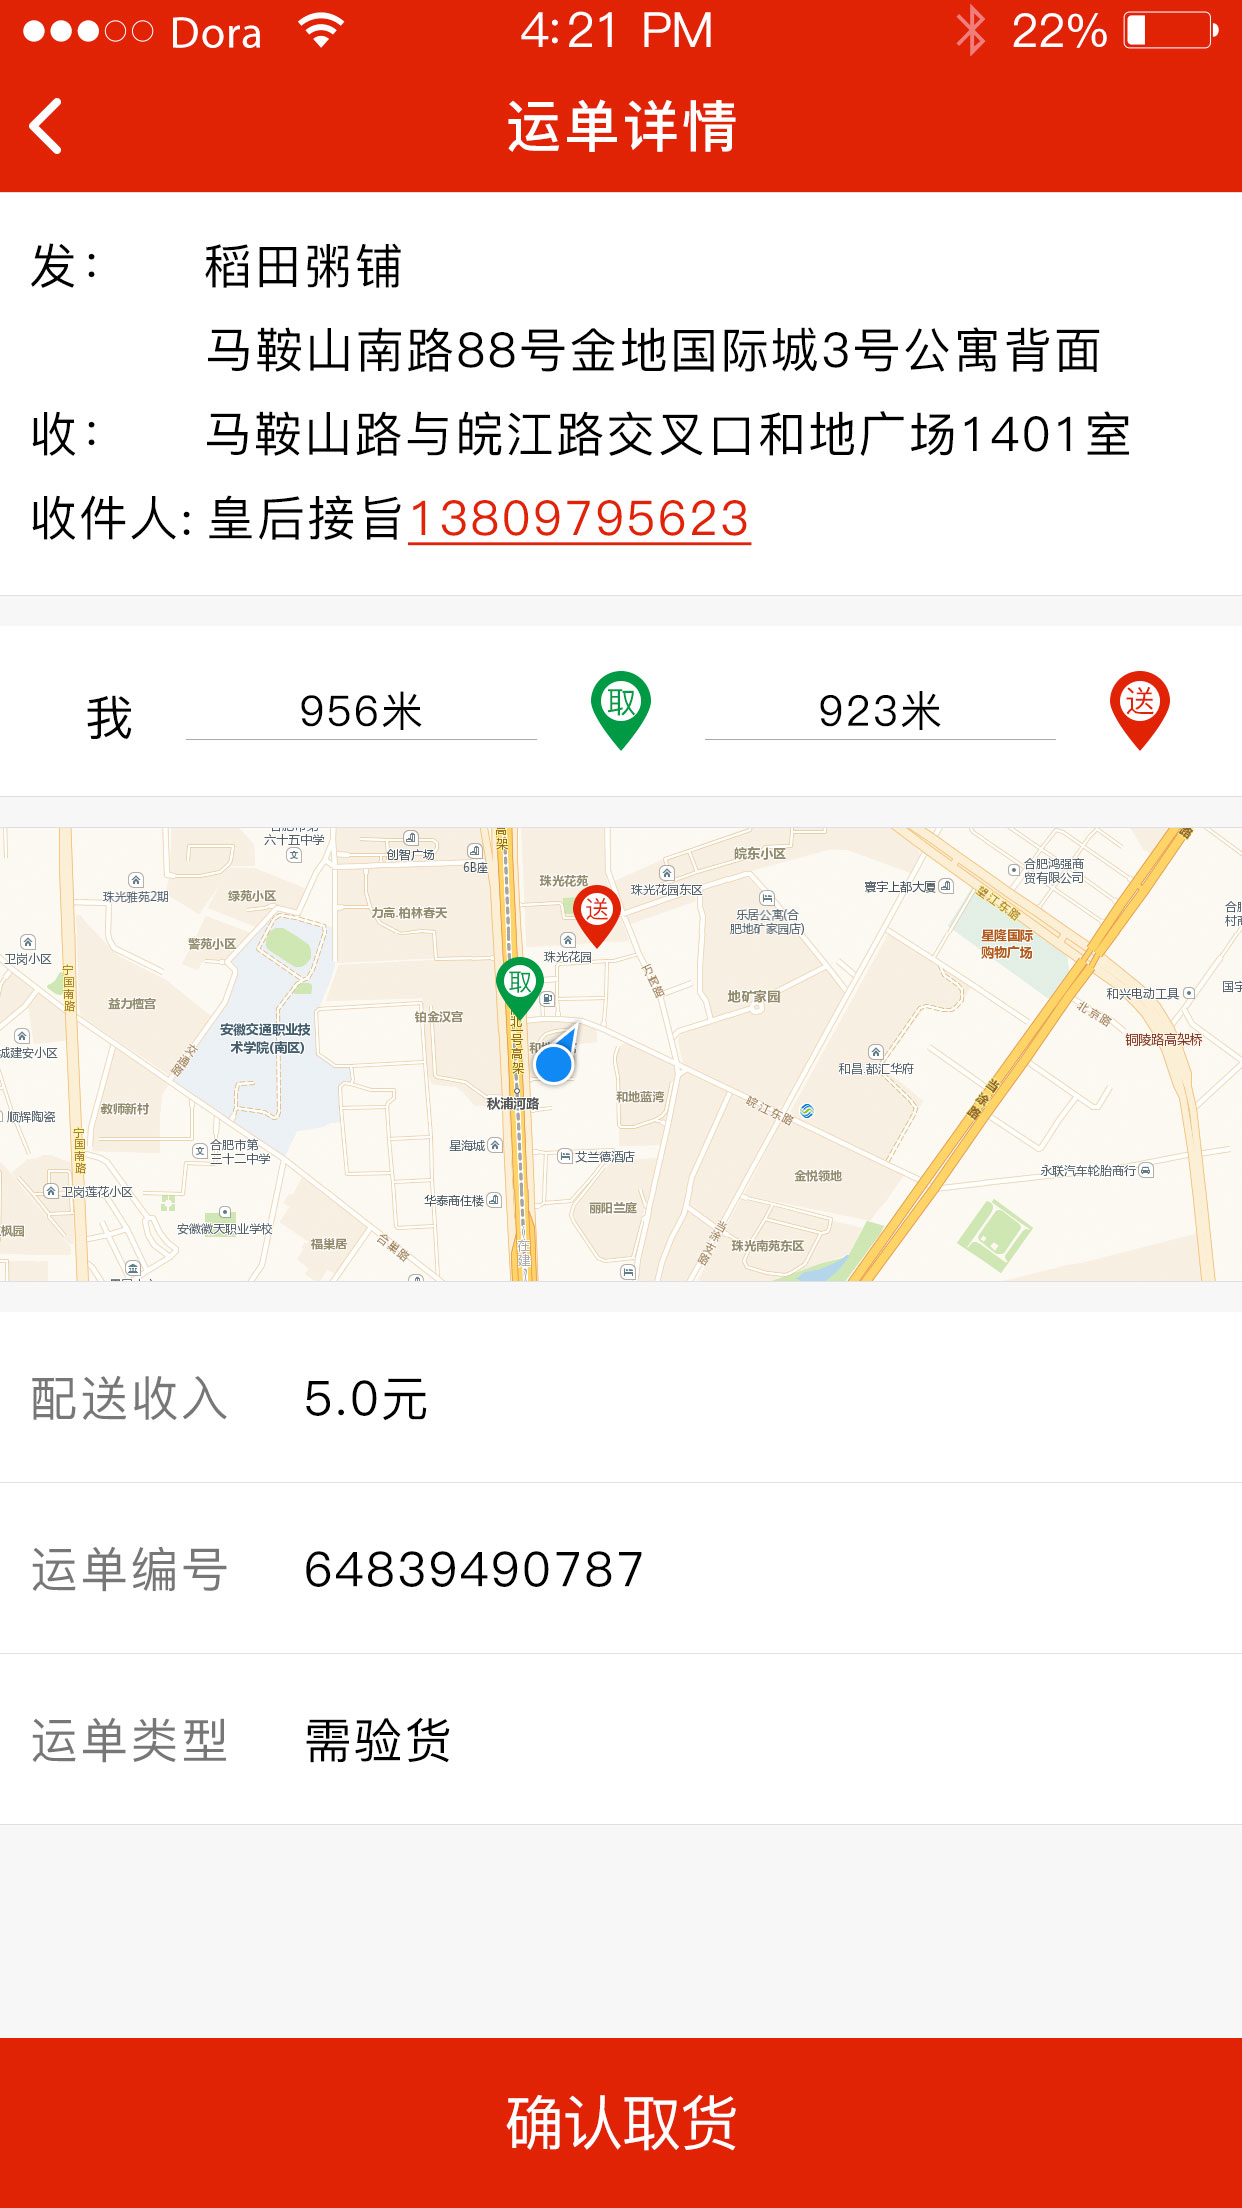 Dora
4:21 PM
22%
运单详情
发：
稻田粥铺
马鞍山南路88号金地国际城3号公寓背面
收：
马鞍山路与皖江路交叉口和地广场1401室
收件人: 皇后接旨13809795623
我
956米
取
923米
送
六十五中学
文
创智广场
6B座
高架
皖东小区
合肥鸿强商
贸有限公司
珠光雅苑2期
绿苑小区
珠光花苑
珠光花园东区
寰宇上都大厦
望江东路
力高.柏林春天
送
乐居公寓(合
肥地矿家园店)
卫岗小区
警苑小区
珠光花园
星隆国际
购物广场
宁国南路
取
地矿家园
和兴电动工具
益力檀宫
铂金汉宫
北京路
安徽交通职业技
术学院(南区)
北一号高架
铜陵路高架桥
城建安小区
交通路
和昌.都汇华府
顺辉陶瓷
教师新村
秋浦河路
和地蓝湾
皖江东路
当涂路
宁国南路
文
合肥市第
三十二中学
星海城
艾兰德酒店
永联汽车轮胎商行
金悦领地
卫岗莲花小区
华泰商住楼
丽阳兰庭
枫园
安徽徽天职业学校
福巢居
合巢路
在建
当涂支路
珠光南苑东区
配送收入
5.0元
运单编号
64839490787
运单类型
需验货
确认取货